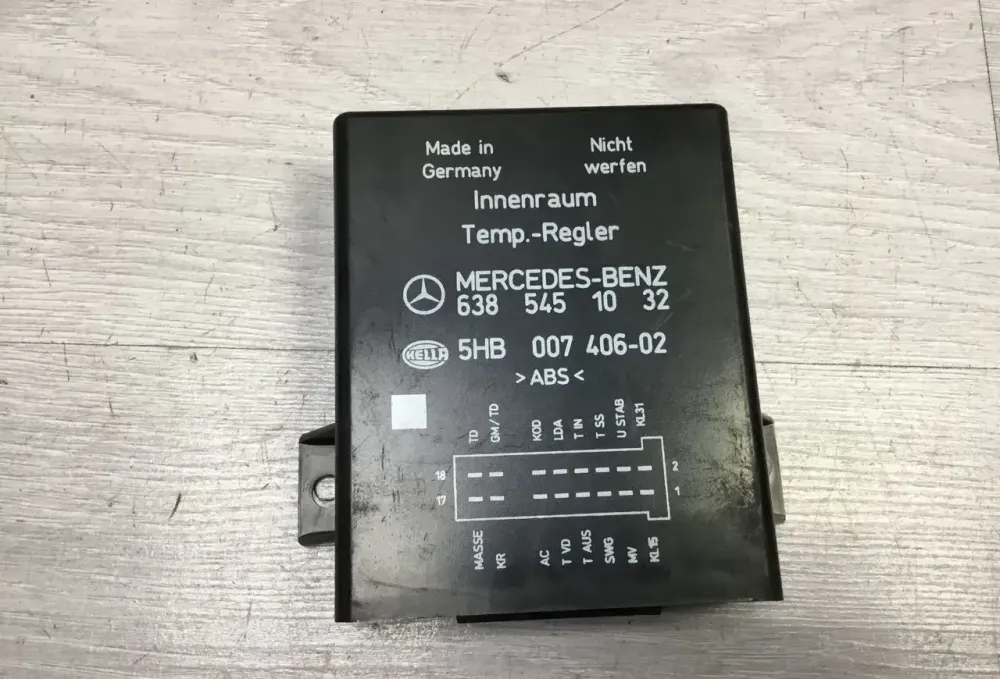 Made in Nicht
Germany werfen
Innenraum
Temp.-Regler
MERCEDES-BENZ
638 545 10 32
HELLA 5HB 007 406-02
>ABS<
TD GM/TD KOD LDA T IN T SS U STAB KL31
18 2
17 1
MASSE KR AC T VD T AUS SWG MV KL15